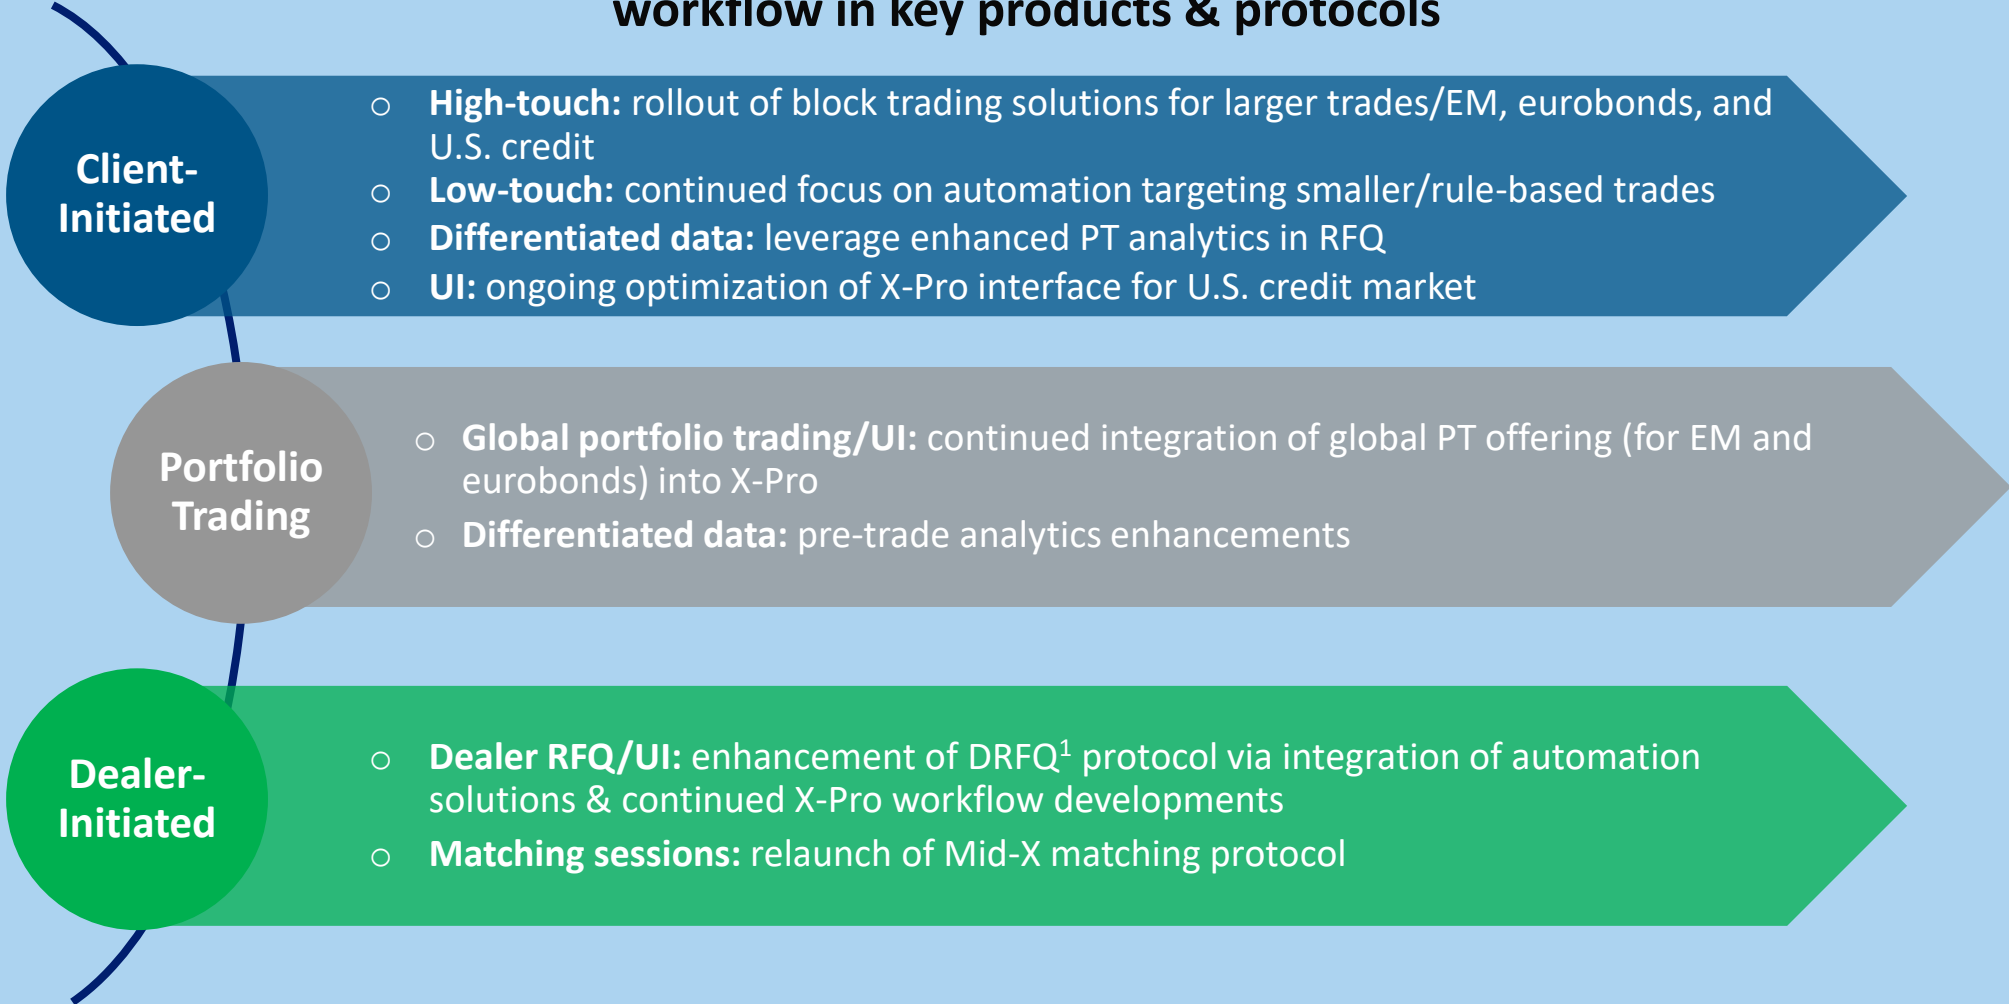 workflow in key products & protocols
Client-
Initiated
○ High-touch: rollout of block trading solutions for larger trades/EM, eurobonds, and
U.S. credit
○ Low-touch: continued focus on automation targeting smaller/rule-based trades
○ Differentiated data: leverage enhanced PT analytics in RFQ
○ UI: ongoing optimization of X-Pro interface for U.S. credit market
Portfolio
Trading
○ Global portfolio trading/UI: continued integration of global PT offering (for EM and
eurobonds) into X-Pro
○ Differentiated data: pre-trade analytics enhancements
Dealer-
Initiated
○ Dealer RFQ/UI: enhancement of DRFQ¹ protocol via integration of automation
solutions & continued X-Pro workflow developments
○ Matching sessions: relaunch of Mid-X matching protocol